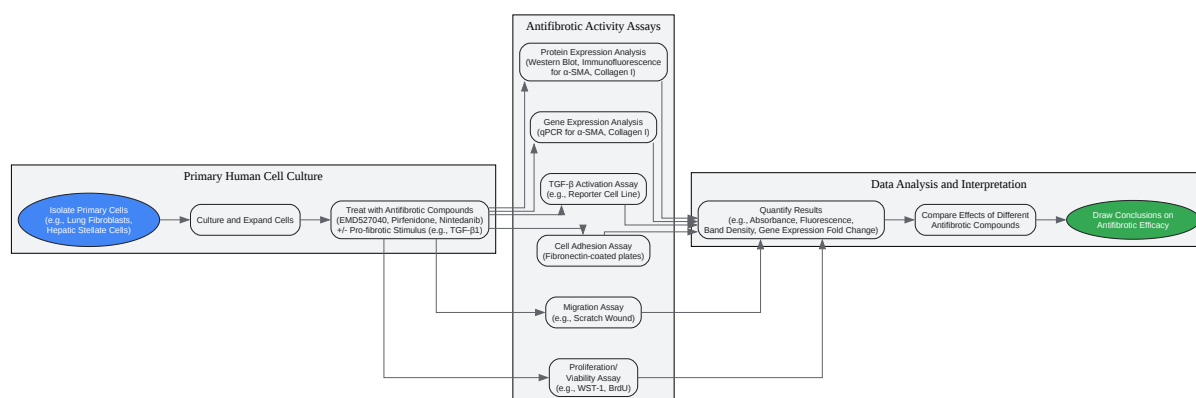 Antifibrotic Activity Assays
Protein Expression Analysis
(Western Blot, Immunofluorescence
for α-SMA, Collagen I)
Gene Expression Analysis
(qPCR for α-SMA, Collagen I)
TGF-β Activation Assay
(e.g., Reporter Cell Line)
Cell Adhesion Assay
(Fibronectin-coated plates)
Migration Assay
(e.g., Scratch Wound)
Proliferation/
Viability Assay
(e.g., WST-1, BrdU)
Primary Human Cell Culture
Isolate Primary Cells
(e.g., Lung Fibroblasts,
Hepatic Stellate Cells)
Culture and Expand Cells
Treat with Antifibrotic Compounds
(EMD527040, Pirfenidone, Nintedanib)
+/- Pro-fibrotic Stimulus (e.g., TGF-β1)
Data Analysis and Interpretation
Quantify Results
(e.g., Absorbance, Fluorescence,
Band Density, Gene Expression Fold Change)
Compare Effects of Different
Antifibrotic Compounds
Draw Conclusions on
Antifibrotic Efficacy